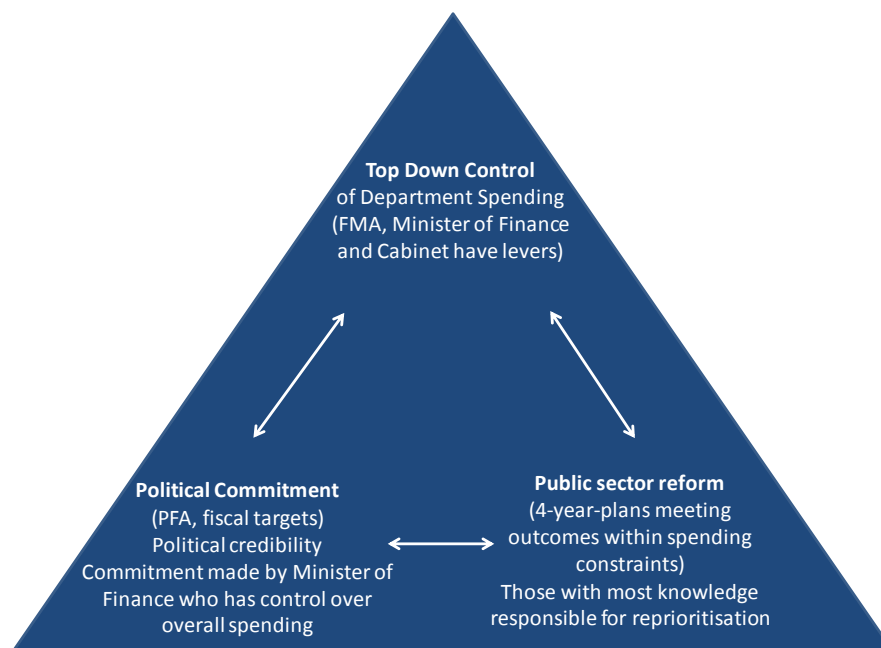 Top Down Control
of Department Spending
(FMA, Minister of Finance
and Cabinet have levers)
Political Commitment
(PFA, fiscal targets)
Political credibility
Commitment made by Minister of
Finance who has control over
overall spending
Public sector reform
(4-year-plans meeting
outcomes within spending
constraints)
Those with most knowledge
responsible for reprioritisation